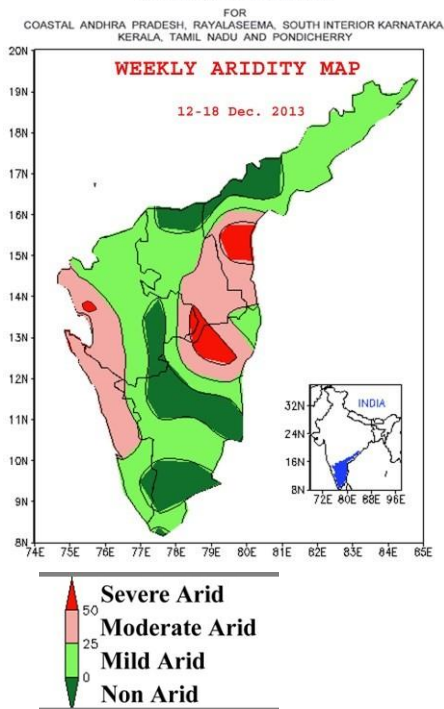 FOR
COASTAL ANDHRA PRADESH, RAYALASEEMA, SOUTH INTERIOR KARNATAKA
KERALA, TAMIL NADU AND PONDICHERRY
WEEKLY ARIDITY MAP
12-18 Dec. 2013
20N
19N
18N
17N
16N
15N
14N
13N
12N
11N
10N
9N
8N
74E 75E 76E 77E 78E 79E 80E 81E 82E 83E 84E 85E
INDIA
32N
24N
16N
8N
72E 80E 88E 96E
Severe Arid
50
Moderate Arid
25
Mild Arid
0
Non Arid